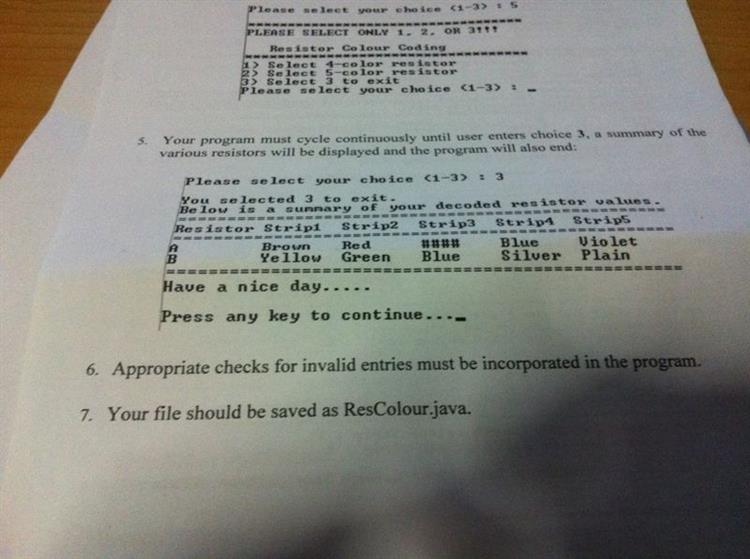 Please select your choice <1-3> : 5
==============================
PLEASE SELECT ONLY 1, 2, OR 3!!!
Resistor Colour Coding
==============================
1> Select 4-color resistor
2> Select 5-color resistor
3> Select 3 to exit
Please select your choice <1-3> : _
5. Your program must cycle continuously until user enters choice 3, a summary of the
various resistors will be displayed and the program will also end:
Please select your choice <1-3> : 3
You selected 3 to exit.
Below is a summary of your decoded resistor values.
==============================
Resistor Strip1 Strip2 Strip3 Strip4 Strip5
==============================
A Brown Red #### Blue Violet
B Yellow Green Blue Silver Plain
==============================
Have a nice day.....
Press any key to continue..._
6. Appropriate checks for invalid entries must be incorporated in the program.
7. Your file should be saved as ResColour.java.